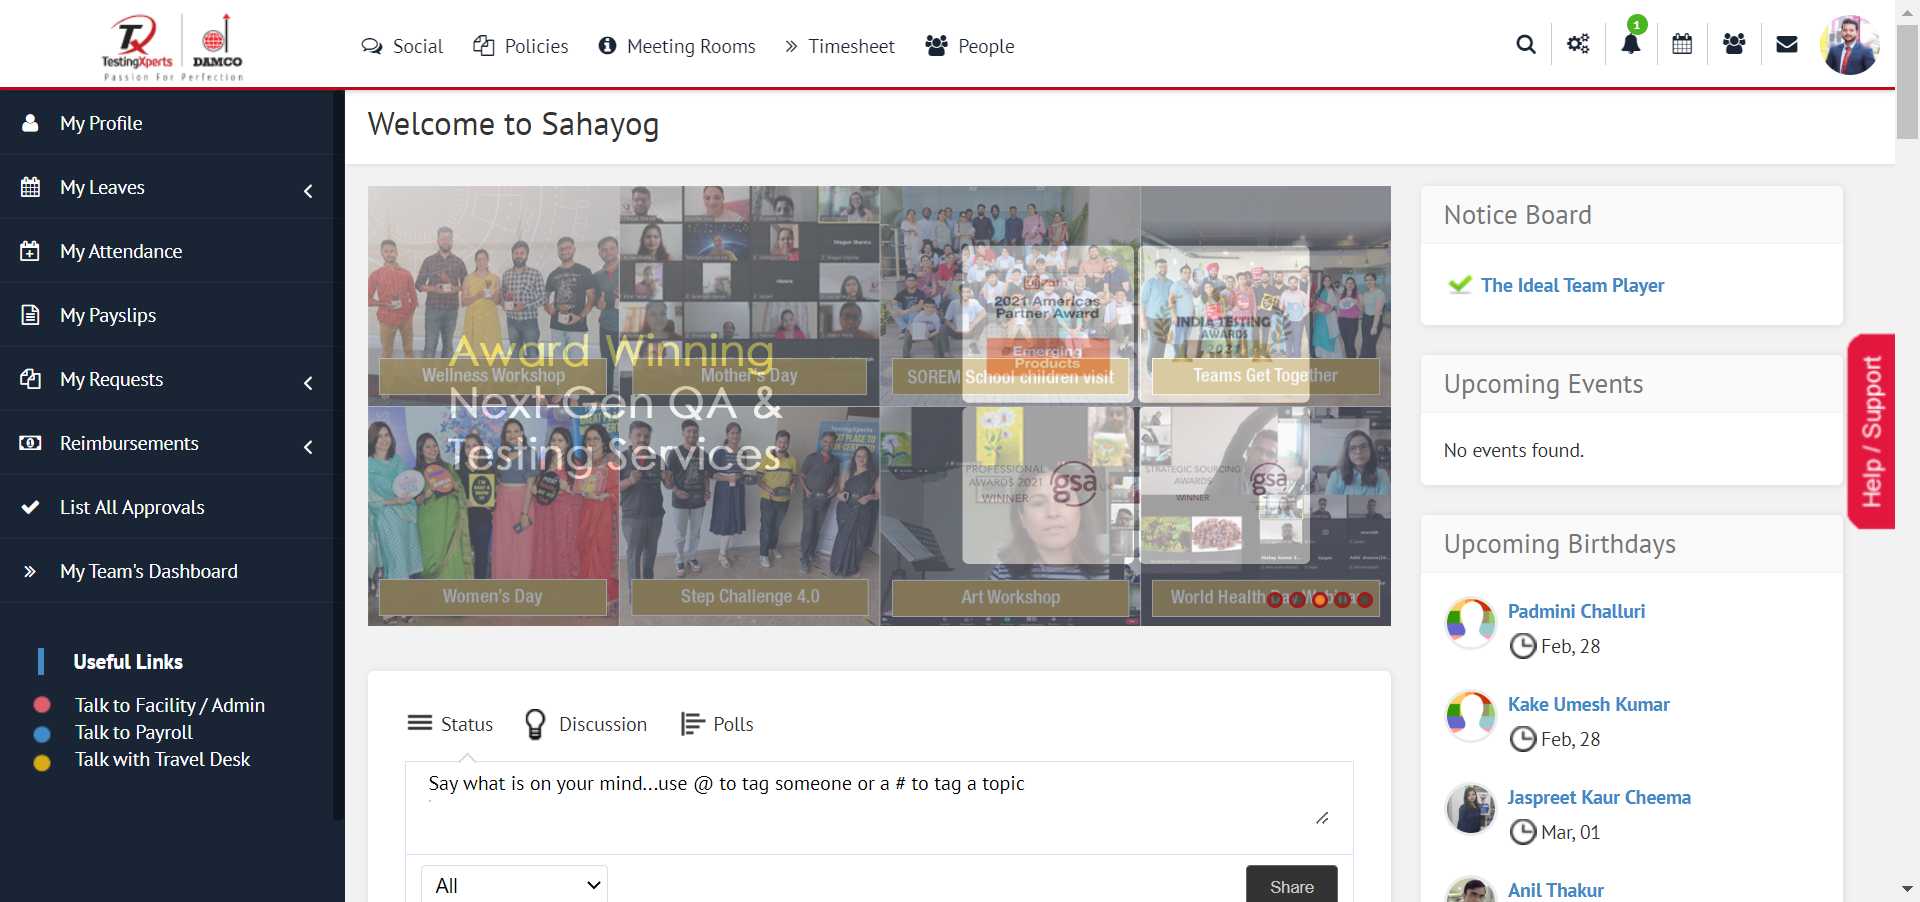 TestingXperts
DAMCO
Passion For Perfection
Social
Policies
Meeting Rooms
Timesheet
People
1
My Profile
My Leaves
My Attendance
My Payslips
My Requests
Reimbursements
List All Approvals
My Team's Dashboard
Useful Links
Talk to Facility / Admin
Talk to Payroll
Talk with Travel Desk
Welcome to Sahayog
Award Winning
Next-Gen QA &
Testing Services
Wellness Workshop
Mother's Day
SOREM School children visit
Teams Get Together
2021 Americas
Partner Award
Emerging
Products
INDIA TESTING
AWARDS
2021
PROFESSIONAL
AWARDS 2021
WINNER
gsa
STRATEGIC SOURCING
AWARDS
WINNER
gsa
Women's Day
Step Challenge 4.0
Art Workshop
World Health Day Webinar
Status
Discussion
Polls
Say what is on your mind...use @ to tag someone or a # to tag a topic
All
Share
Notice Board
The Ideal Team Player
Upcoming Events
No events found.
Upcoming Birthdays
Padmini Challuri
Feb, 28
Kake Umesh Kumar
Feb, 28
Jaspreet Kaur Cheema
Mar, 01
Anil Thakur
Help / Support